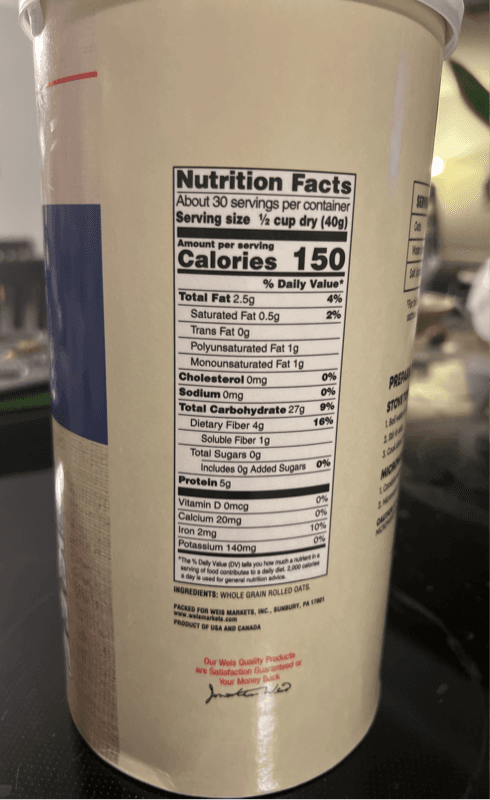 Nutrition Facts
About 30 servings per container
Serving size ½ cup dry (40g)
Amount per serving
Calories 150
% Daily Value*
Total Fat 2.5g 4%
Saturated Fat 0.5g 2%
Trans Fat 0g
Polyunsaturated Fat 1g
Monounsaturated Fat 1g
Cholesterol 0mg 0%
Sodium 0mg 0%
Total Carbohydrate 27g 9%
Dietary Fiber 4g 16%
Soluble Fiber 1g
Total Sugars 0g
Includes 0g Added Sugars 0%
Protein 5g
Vitamin D 0mcg 0%
Calcium 20mg 0%
Iron 2mg 10%
Potassium 140mg 0%
*The % Daily Value (DV) tells you how much a nutrient in a
serving of food contributes to a daily diet. 2,000 calories
a day is used for general nutrition advice.
INGREDIENTS: WHOLE GRAIN ROLLED OATS.
PACKED FOR WEIS MARKETS, INC., SUNBURY, PA 17801
www.weismarkets.com
PRODUCT OF USA AND CANADA
Our Weis Quality Products
are Satisfaction Guaranteed or
Your Money Back